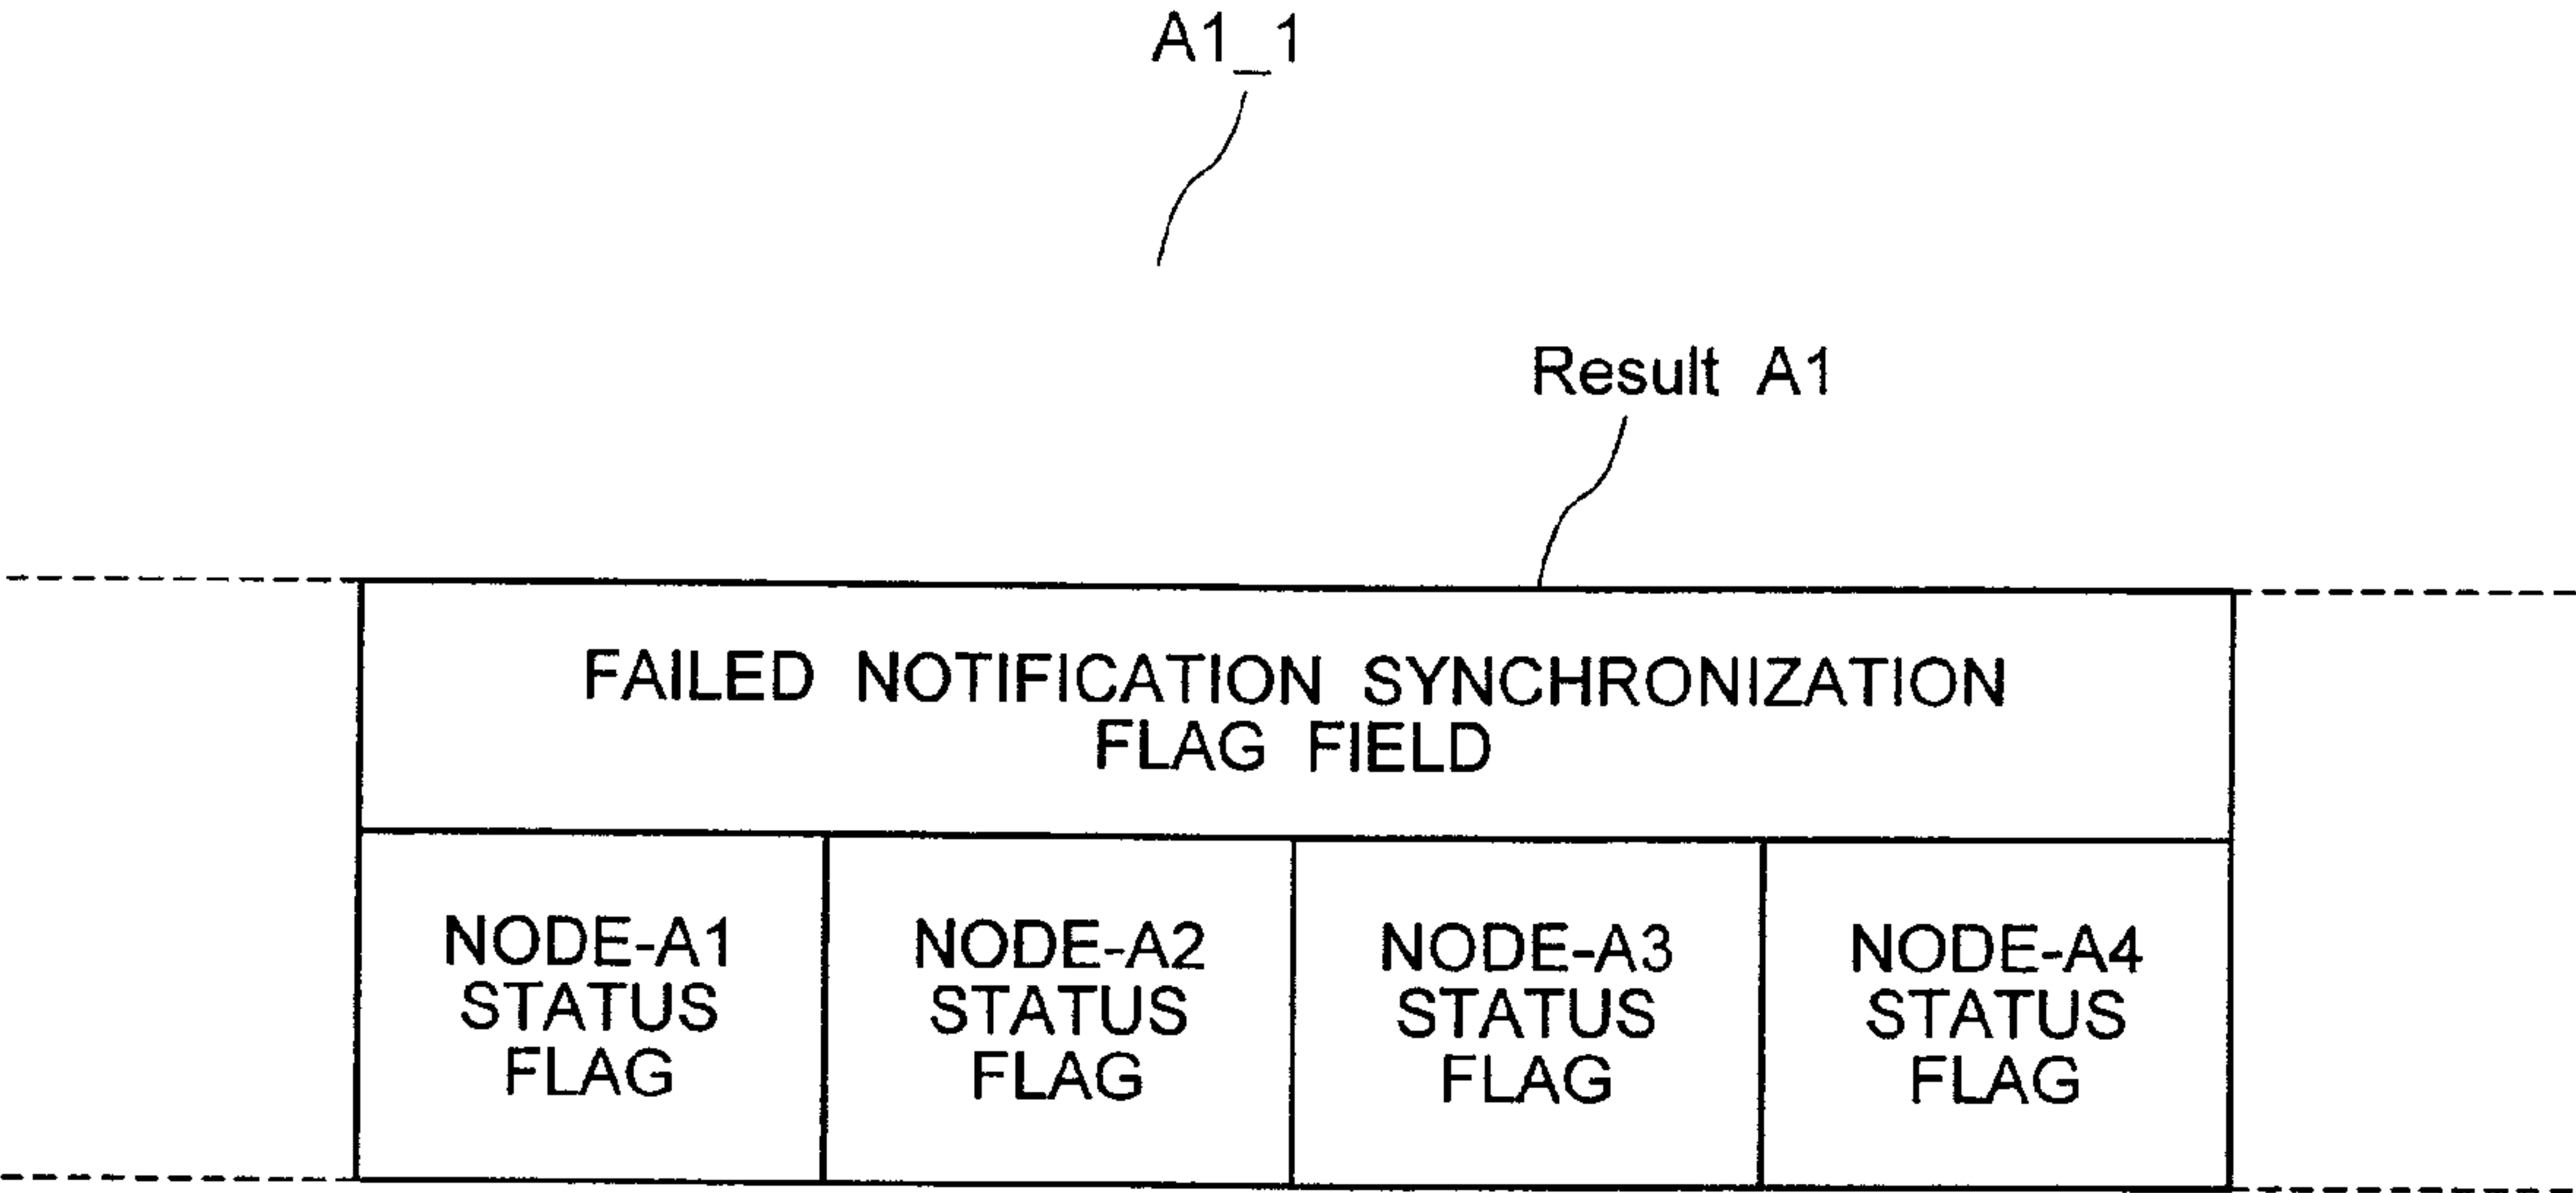 A1_1
Result A1
FAILED NOTIFICATION SYNCHRONIZATION
FLAG FIELD
NODE-A1
STATUS
FLAG
NODE-A2
STATUS
FLAG
NODE-A3
STATUS
FLAG
NODE-A4
STATUS
FLAG